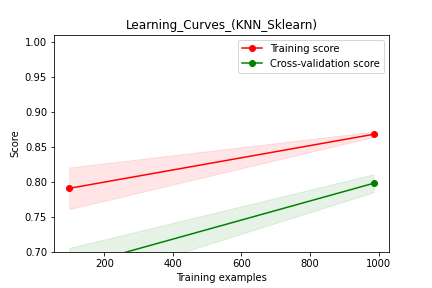 Learning_Curves_(KNN_Sklearn)
Training score
Cross-validation score
1.00
0.95
0.90
0.85
0.80
0.75
0.70
Score
200 400 600 800 1000
Training examples